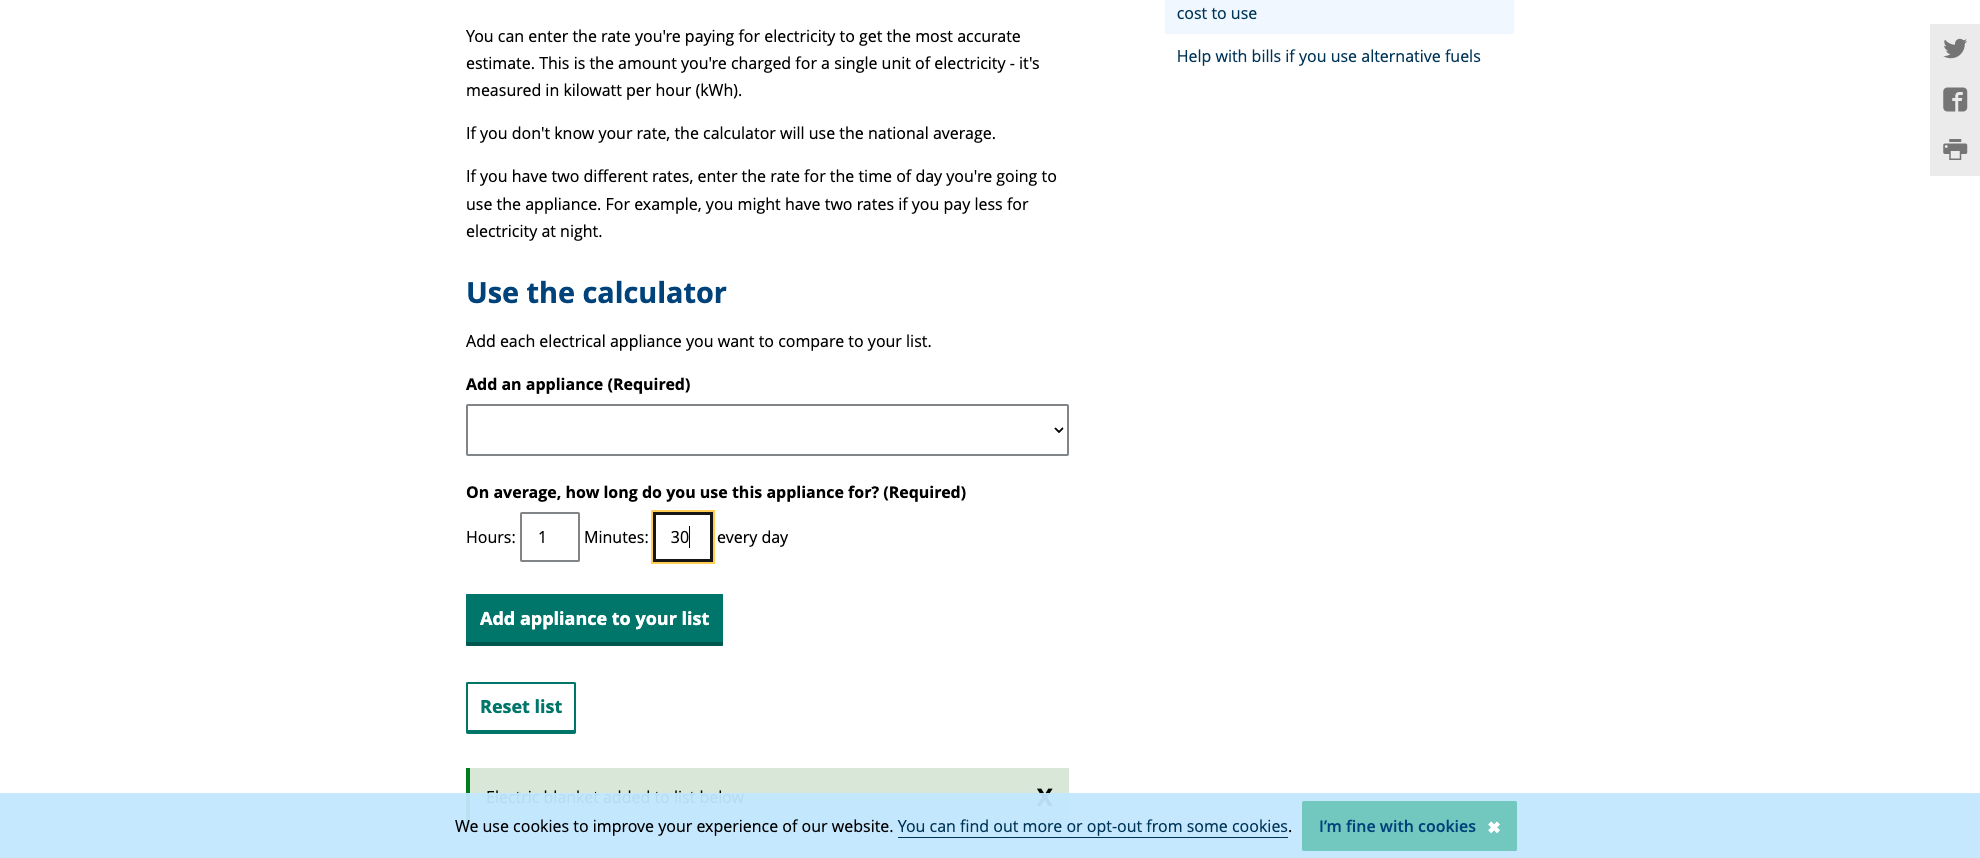 You can enter the rate you're paying for electricity to get the most accurate
estimate. This is the amount you're charged for a single unit of electricity - it's
measured in kilowatt per hour (kWh).
If you don't know your rate, the calculator will use the national average.
If you have two different rates, enter the rate for the time of day you're going to
use the appliance. For example, you might have two rates if you pay less for
electricity at night.
Use the calculator
Add each electrical appliance you want to compare to your list.
Add an appliance (Required)
On average, how long do you use this appliance for? (Required)
Hours: 1 Minutes: 30 every day
Add appliance to your list
Reset list
Electric blanket added to list below X
We use cookies to improve your experience of our website. You can find out more or opt-out from some cookies. I'm fine with cookies ✖
cost to use
Help with bills if you use alternative fuels